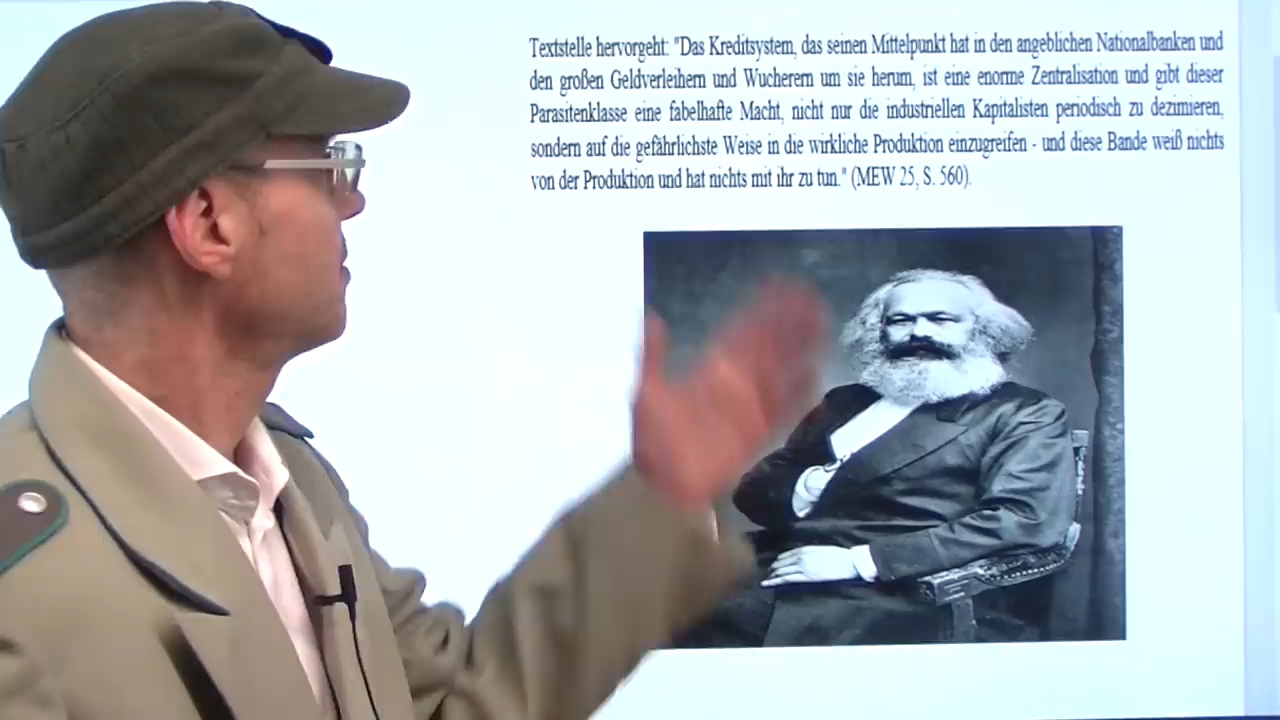 Textstelle hervorgeht: "Das Kreditsystem, das seinen Mittelpunkt hat in den angeblichen Nationalbanken und
den großen Geldverleihern und Wucherern um sie herum, ist eine enorme Zentralisation und gibt dieser
Parasitenklasse eine fabelhafte Macht, nicht nur die industriellen Kapitalisten periodisch zu dezimieren,
sondern auf die gefährlichste Weise in die wirkliche Produktion einzugreifen - und diese Bande weiß nichts
von der Produktion und hat nichts mit ihr zu tun." (MEW 25, S. 560).